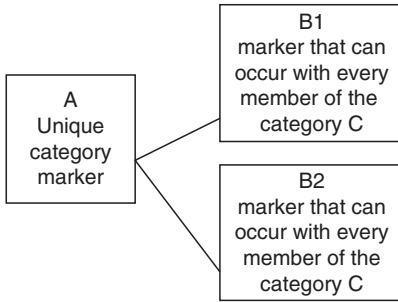 A
Unique
category
marker
B1
marker that can
occur with every
member of the
category C
B2
marker that can
occur with every
member of the
category C